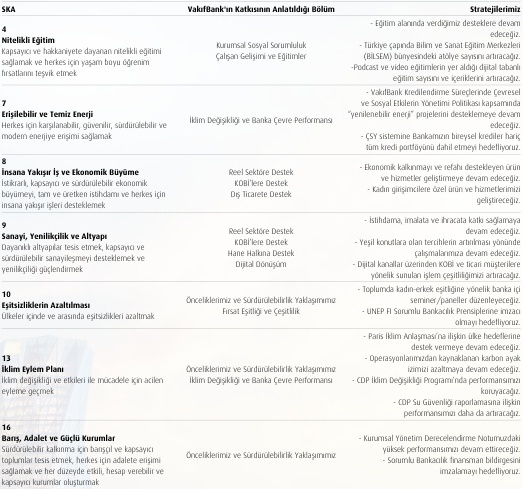 SKA	VakıfBank'ın Katkısının Anlatıldığı Bölüm	Stratejilerimiz
4
Nitelikli Eğitim
Kapsayıcı ve hakkaniyete dayanan nitelikli eğitimi
sağlamak ve herkes için yaşam boyu öğrenim
fırsatlarını teşvik etmek
Kurumsal Sosyal Sorumluluk
Çalışan Gelişimi ve Eğitimler
- Eğitim alanında verdiğimiz desteklere devam
edeceğiz.
- Türkiye çapında Bilim ve Sanat Eğitim Merkezleri
(BİLSEM) bünyesindeki atölye sayısını artıracağız.
-Podcast ve video eğitimlerin yer aldığı dijital tabanlı
eğitim sayısını ve içeriklerini artıracağız.
7
Erişilebilir ve Temiz Enerji
Herkes için karşılanabilir, güvenilir, sürdürülebilir ve
modern enerjiye erişimi sağlamak
İklim Değişikliği ve Banka Çevre Performansı
- VakıfBank Kredilendirme Süreçlerinde Çevresel
ve Sosyal Etkilerin Yönetimi Politikası kapsamında
"yenilenebilir enerji" projelerini desteklemeye devam
edeceğiz.
- ÇSY sistemine Bankamızın bireysel krediler hariç
tüm kredi portföyünü dahil etmeyi hedefliyoruz.
8
İnsana Yakışır İş ve Ekonomik Büyüme
İstikrarlı, kapsayıcı ve sürdürülebilir ekonomik
büyümeyi, tam ve üretken istihdamı ve herkes için
insana yakışır işleri desteklemek
Reel Sektöre Destek
KOBİ'lere Destek
Dış Ticarete Destek
- Ekonomik kalkınmayı ve refahı destekleyen ürün
ve hizmetler geliştirmeye devam edeceğiz.
- Kadın girişimcilere özel ürün ve hizmetlerimizi
geliştireceğiz.
9
Sanayi, Yenilikçilik ve Altyapı
Dayanıklı altyapılar tesis etmek, kapsayıcı ve
sürdürülebilir sanayileşmeyi desteklemek ve
yenilikçiliği güçlendirmek
Reel Sektöre Destek
KOBİ'lere Destek
Hane Halkına Destek
Dijital Dönüşüm
- İstihdama, imalata ve ihracata katkı sağlamaya
devam edeceğiz.
- Yeşil konutlara olan tercihlerin artırılması yönünde
çalışmalarımıza devam edeceğiz.
- Dijital kanallar üzerinden KOBİ ve ticari müşterilere
yönelik sunulan işlem çeşitliliğimizi artıracağız.
10
Eşitsizliklerin Azaltılması
Ülkeler içinde ve arasında eşitsizlikleri azaltmak
Önceliklerimiz ve Sürdürülebilirlik Yaklaşımımız
Fırsat Eşitliği ve Çeşitlilik
- Toplumda kadın-erkek eşitliğine yönelik banka içi
seminer/paneller düzenleyeceğiz.
- UNEP FI Sorumlu Bankacılık Prensiplerine imzacı
olmayı hedefliyoruz.
13
İklim Eylem Planı
İklim değişikliği ve etkileri ile mücadele için acilen
eyleme geçmek
Önceliklerimiz ve Sürdürülebilirlik Yaklaşımımız
İklim Değişikliği ve Banka Çevre Performansı
- Paris İklim Anlaşması'na ilişkin ülke hedeflerine
destek vermeye devam edeceğiz.
- Operasyonlarımızdan kaynaklanan karbon ayak
izimizi azaltmaya devam edeceğiz.
- CDP İklim Değişikliği Programı'nda performansımızı
koruyacağız.
- CDP Su Güvenliği raporlamasına ilişkin
performansımızı daha da artıracağız.
16
Barış, Adalet ve Güçlü Kurumlar
Sürdürülebilir kalkınma için barışçıl ve kapsayıcı
toplumlar tesis etmek, herkes için adalete erişimi
sağlamak ve her düzeyde etkili, hesap verebilir ve
kapsayıcı kurumlar oluşturmak
Önceliklerimiz ve Sürdürülebilirlik Yaklaşımımız
- Kurumsal Yönetim Derecelendirme Notumuzdaki
yüksek performansımızı devam ettireceğiz.
- Sorumlu Bankacılık finansman bildirgesini
imzalamayı hedefliyoruz.